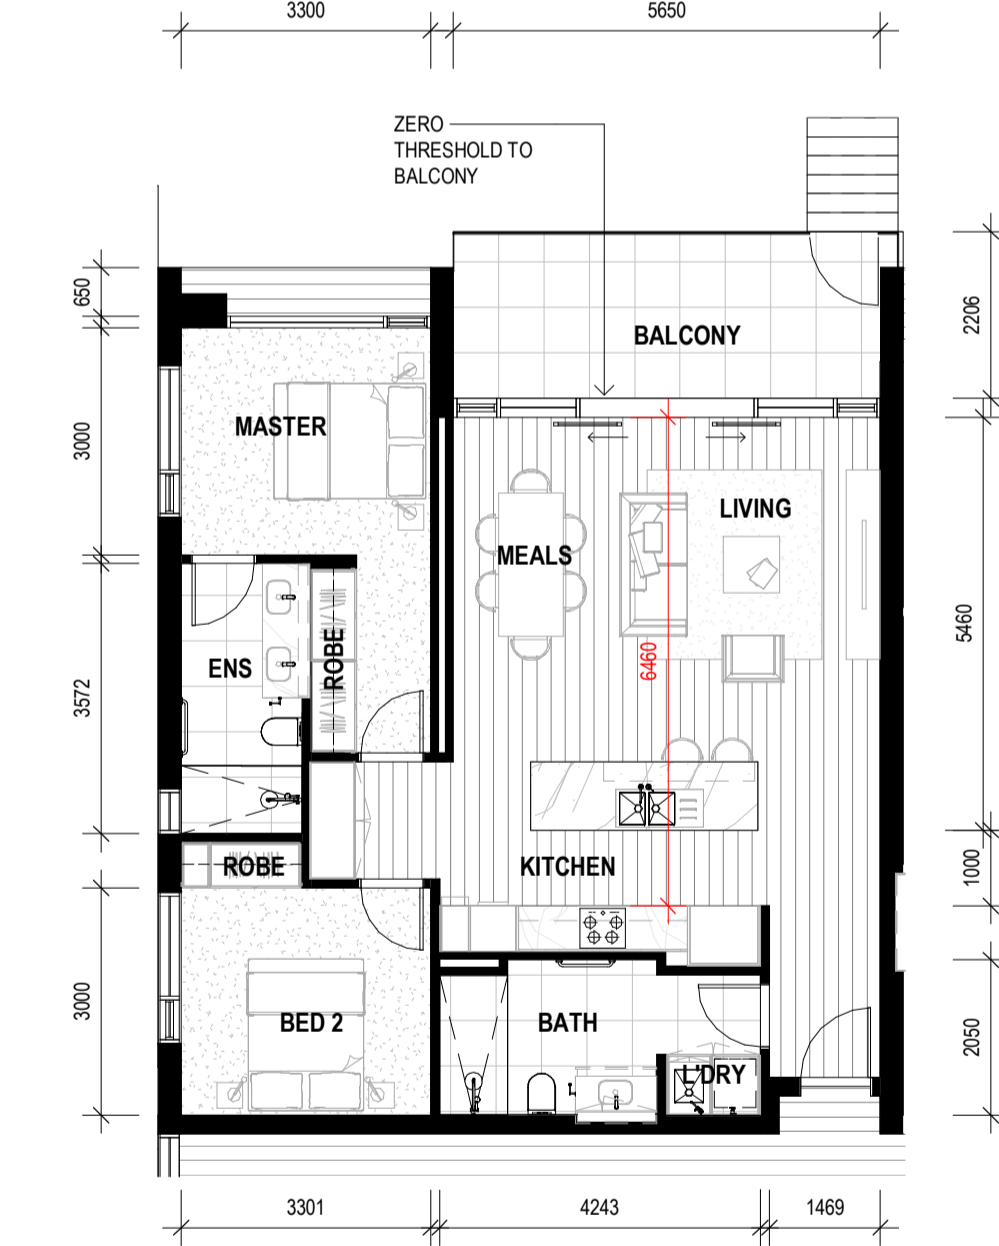 3300
5650
ZERO
THRESHOLD TO
BALCONY
650
2206
BALCONY
MASTER
3000
LIVING
MEALS
5460
ENS
ROBE
6460
3572
ROBE
KITCHEN
1000
3000
BED 2
BATH
L'DRY
2050
3301
4243
1469